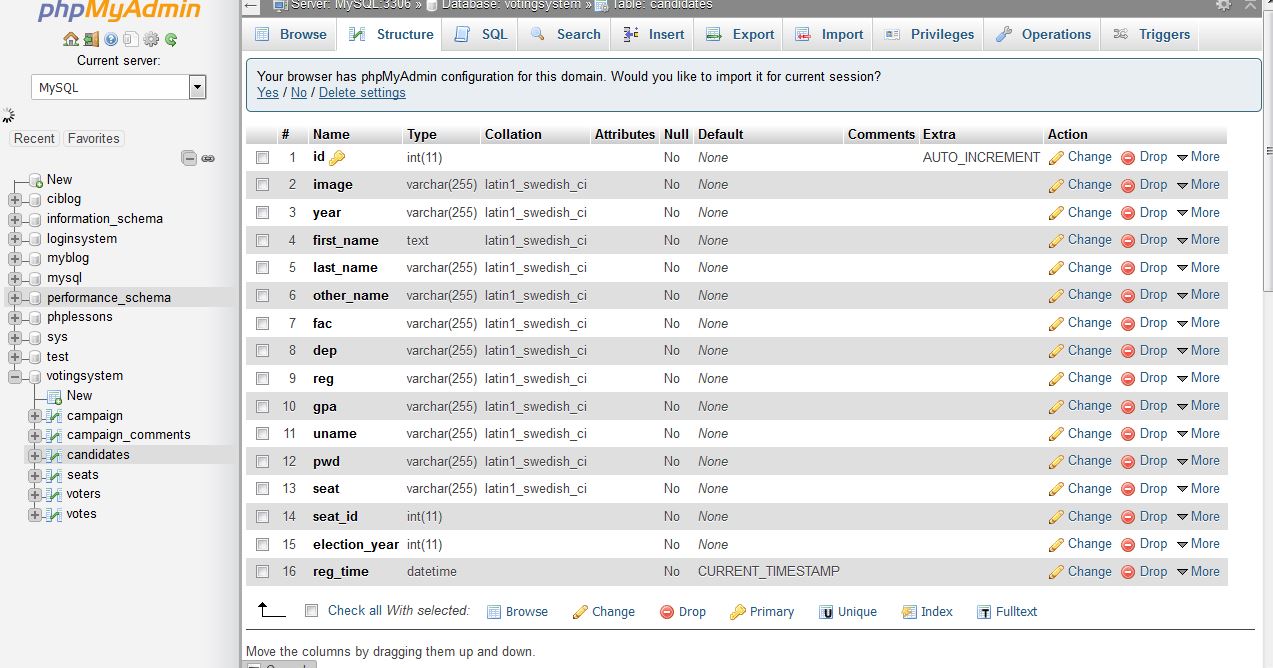 phpMyAdmin
Current server:
MySQL
Recent Favorites
New
ciblog
information_schema
loginsystem
myblog
mysql
performance_schema
phplessons
sys
test
votingsystem
New
campaign
campaign_comments
candidates
seats
voters
votes
Server: MySQL:3306 » Database: votingsystem » Table: candidates
Browse Structure SQL Search Insert Export Import Privileges Operations Triggers
Your browser has phpMyAdmin configuration for this domain. Would you like to import it for current session?
Yes / No / Delete settings
# Name Type Collation Attributes Null Default Comments Extra Action
1 id int(11) No None AUTO_INCREMENT Change Drop More
2 image varchar(255) latin1_swedish_ci No None Change Drop More
3 year varchar(255) latin1_swedish_ci No None Change Drop More
4 first_name text latin1_swedish_ci No None Change Drop More
5 last_name varchar(255) latin1_swedish_ci No None Change Drop More
6 other_name varchar(255) latin1_swedish_ci No None Change Drop More
7 fac varchar(255) latin1_swedish_ci No None Change Drop More
8 dep varchar(255) latin1_swedish_ci No None Change Drop More
9 reg varchar(255) latin1_swedish_ci No None Change Drop More
10 gpa varchar(255) latin1_swedish_ci No None Change Drop More
11 uname varchar(255) latin1_swedish_ci No None Change Drop More
12 pwd varchar(255) latin1_swedish_ci No None Change Drop More
13 seat varchar(255) latin1_swedish_ci No None Change Drop More
14 seat_id int(11) No None Change Drop More
15 election_year int(11) No None Change Drop More
16 reg_time datetime No CURRENT_TIMESTAMP Change Drop More
Check all With selected: Browse Change Drop Primary Unique Index Fulltext
Move the columns by dragging them up and down.